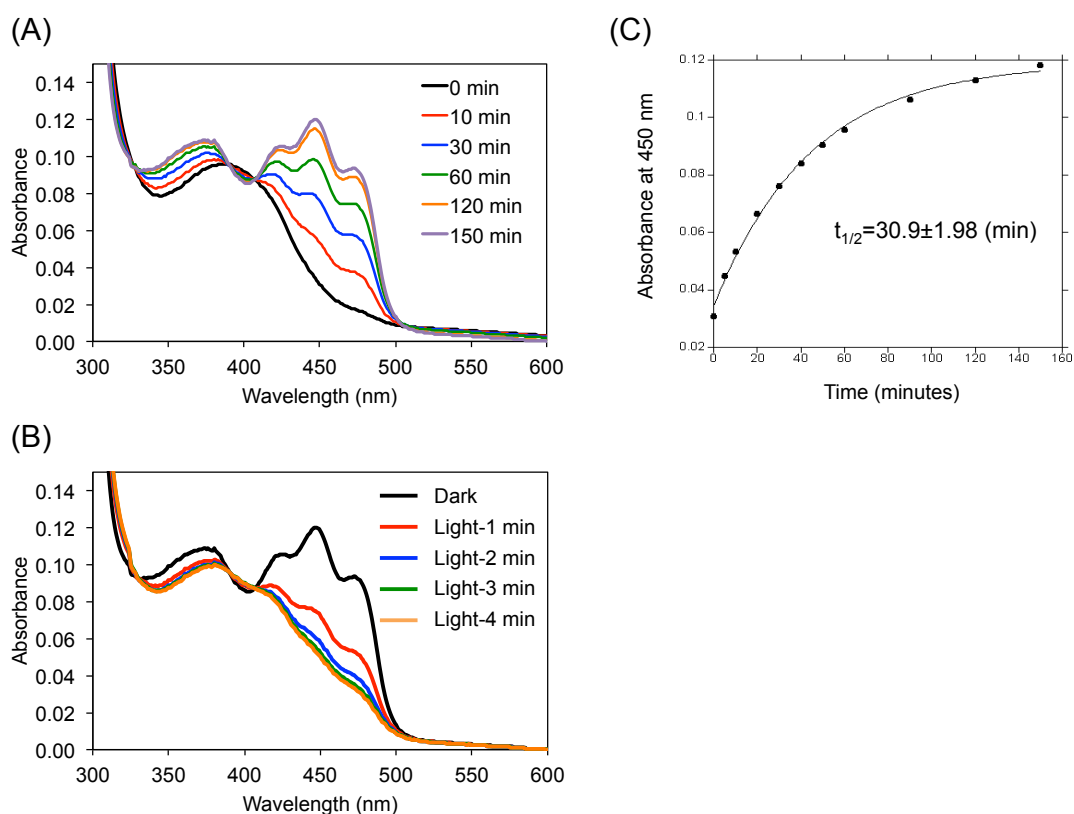 (A)
Absorbance
0.14
0.12
0.10
0.08
0.06
0.04
0.02
0.00
300 350 400 450 500 550 600
Wavelength (nm)
0 min
10 min
30 min
60 min
120 min
150 min
(C)
Absorbance at 450 nm
0.12
0.1
0.08
0.06
0.04
0.02
0 20 40 60 80 100 120 140 160
Time (minutes)
t1/2=30.9±1.98 (min)
(B)
Absorbance
0.14
0.12
0.10
0.08
0.06
0.04
0.02
0.00
300 350 400 450 500 550 600
Wavelength (nm)
Dark
Light-1 min
Light-2 min
Light-3 min
Light-4 min